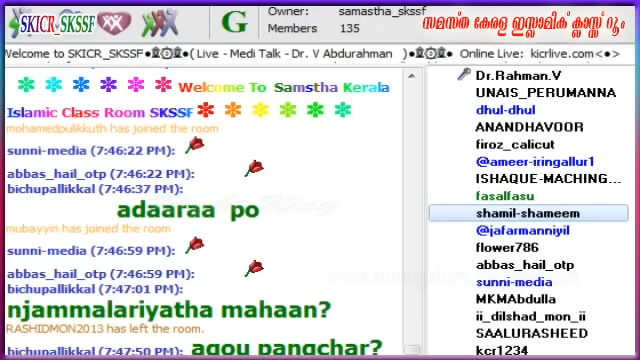 SKICR_SKSSF
G
Owner: samastha_skssf
Members 135
സമസ്ത കേരള ഇസ്ലാമിക് ക്ലാസ്സ് റൂം
Welcome to SKICR_SKSSF•۩۞۩•( Live - Medi Talk - Dr. V Abdurahman ) •۩۞۩• Online Live: kicrlive.com <
Welcome To Samstha Kerala
Islamic Class Room SKSSF
mohamedpulikkuth has joined the room
sunni-media (7:46:22 PM):
abbas_hail_otp (7:46:22 PM):
bichupallikkal (7:46:37 PM):
adaaraa po
mubayyin has joined the room
sunni-media (7:46:59 PM):
abbas_hail_otp (7:46:59 PM):
bichupallikkal (7:47:01 PM):
njammalariyatha mahaan?
RASHIDMON2013 has left the room.
bichupallikkal (7:47:50 PM): agou pangchar?
Dr.Rahman.V
UNAIS_PERUMANNA
dhul-dhul
ANANDHAVOOR
firoz_calicut
@ameer-iringallur1
ISHAQUE-MACHING...
fasalfasu
shamil-shameem
@jafarmanniyil
flower786
abbas_hail_otp
sunni-media
MKMAbdulla
ii_dilshad_mon_ii
SAALURASHEED
kcr1234